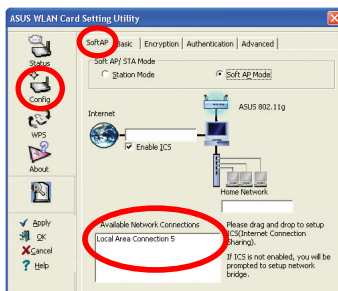 ASUS WLAN Card Setting Utility
Status
Config
WPS
About
Apply
OK
Cancel
Help
SoftAP
Basic
Encryption
Authentication
Advanced
Soft AP/ STA Mode
Station Mode
Soft AP Mode
Internet
ASUS 802.11g
Enable ICS
Home Network
Available Network Connections
Local Area Connection 5
Please drag and drop to setup
ICS(Internet Connection
Sharing).
If ICS is not enabled, you will be
prompted to setup network
bridge.